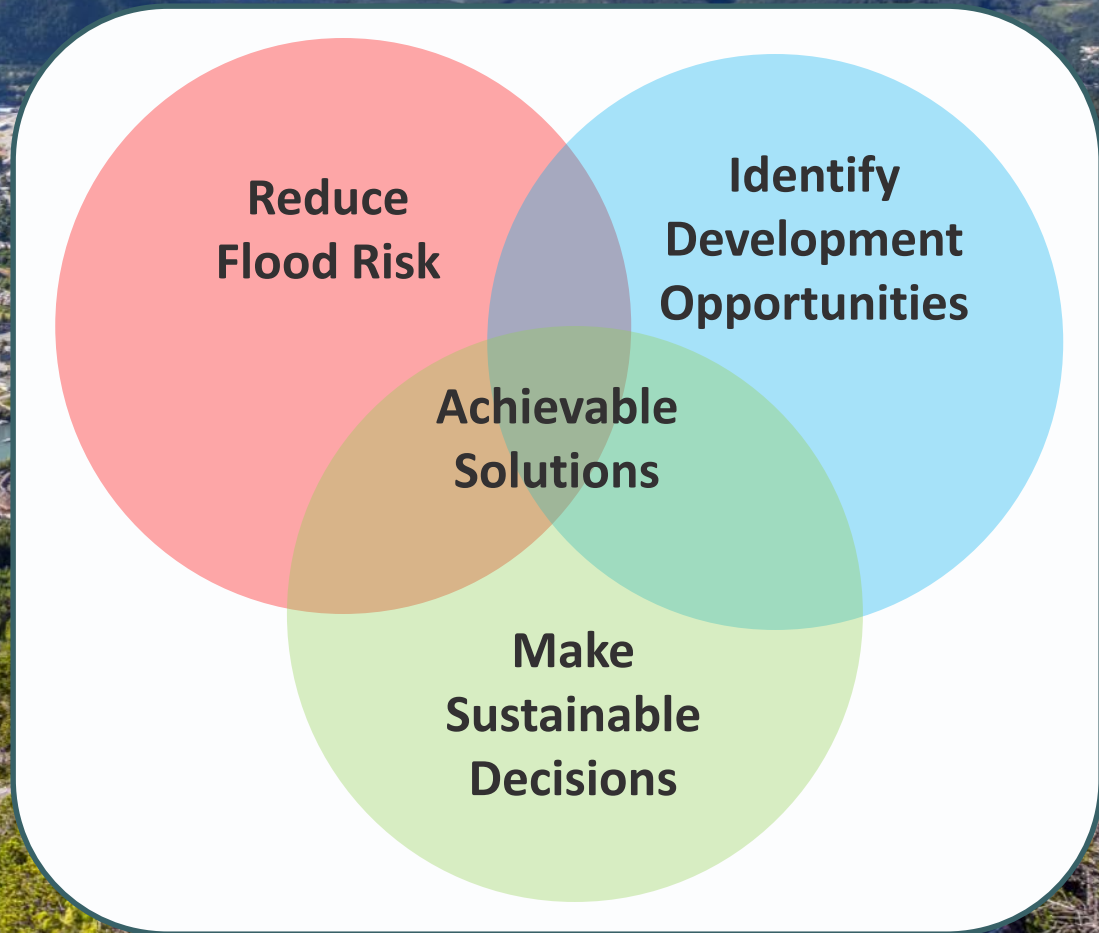 Reduce
Flood Risk
Identify
Development
Opportunities
Achievable
Solutions
Make
Sustainable
Decisions